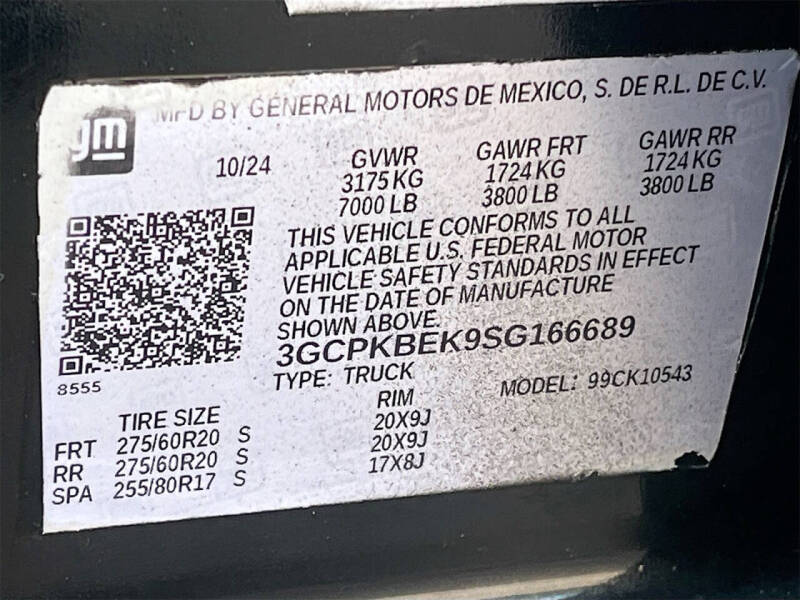 gm
MFD BY GENERAL MOTORS DE MEXICO, S. DE R.L. DE C.V.
10/24 GVWR GAWR FRT GAWR RR
3175 KG 1724 KG 1724 KG
7000 LB 3800 LB 3800 LB
THIS VEHICLE CONFORMS TO ALL
APPLICABLE U.S. FEDERAL MOTOR
VEHICLE SAFETY STANDARDS IN EFFECT
ON THE DATE OF MANUFACTURE
SHOWN ABOVE.
3GCPKBEK9SG166689
8555
TYPE: TRUCK MODEL: 99CK10543
TIRE SIZE RIM
FRT 275/60R20 S 20X9J
RR 275/60R20 S 20X9J
SPA 255/80R17 S 17X8J